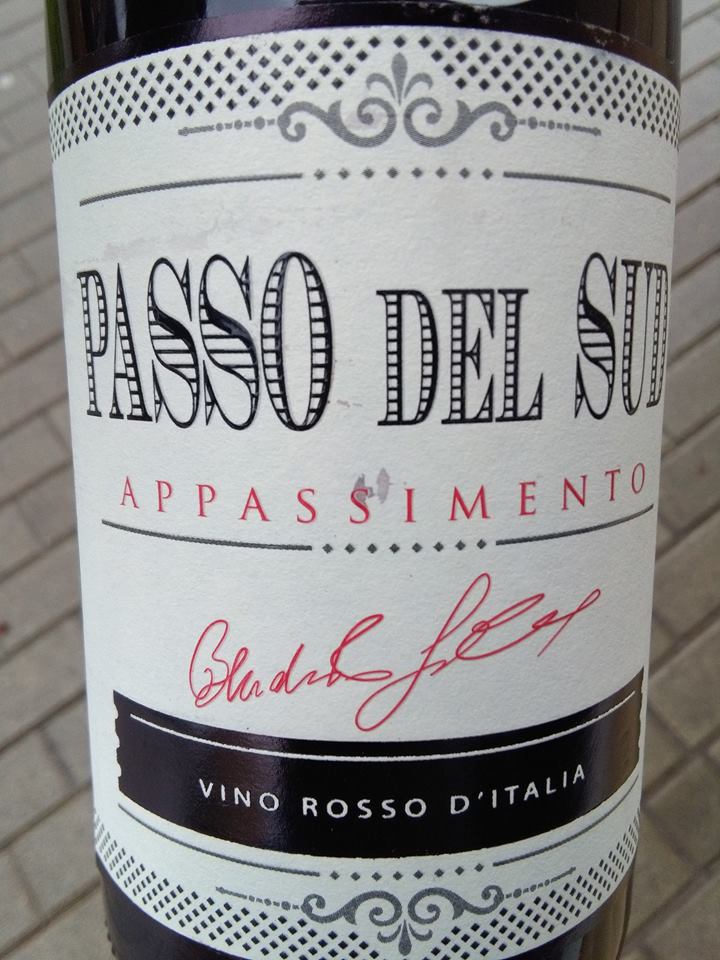 PASSO DEL SUD
APPASSIMENTO
VINO ROSSO D'ITALIA